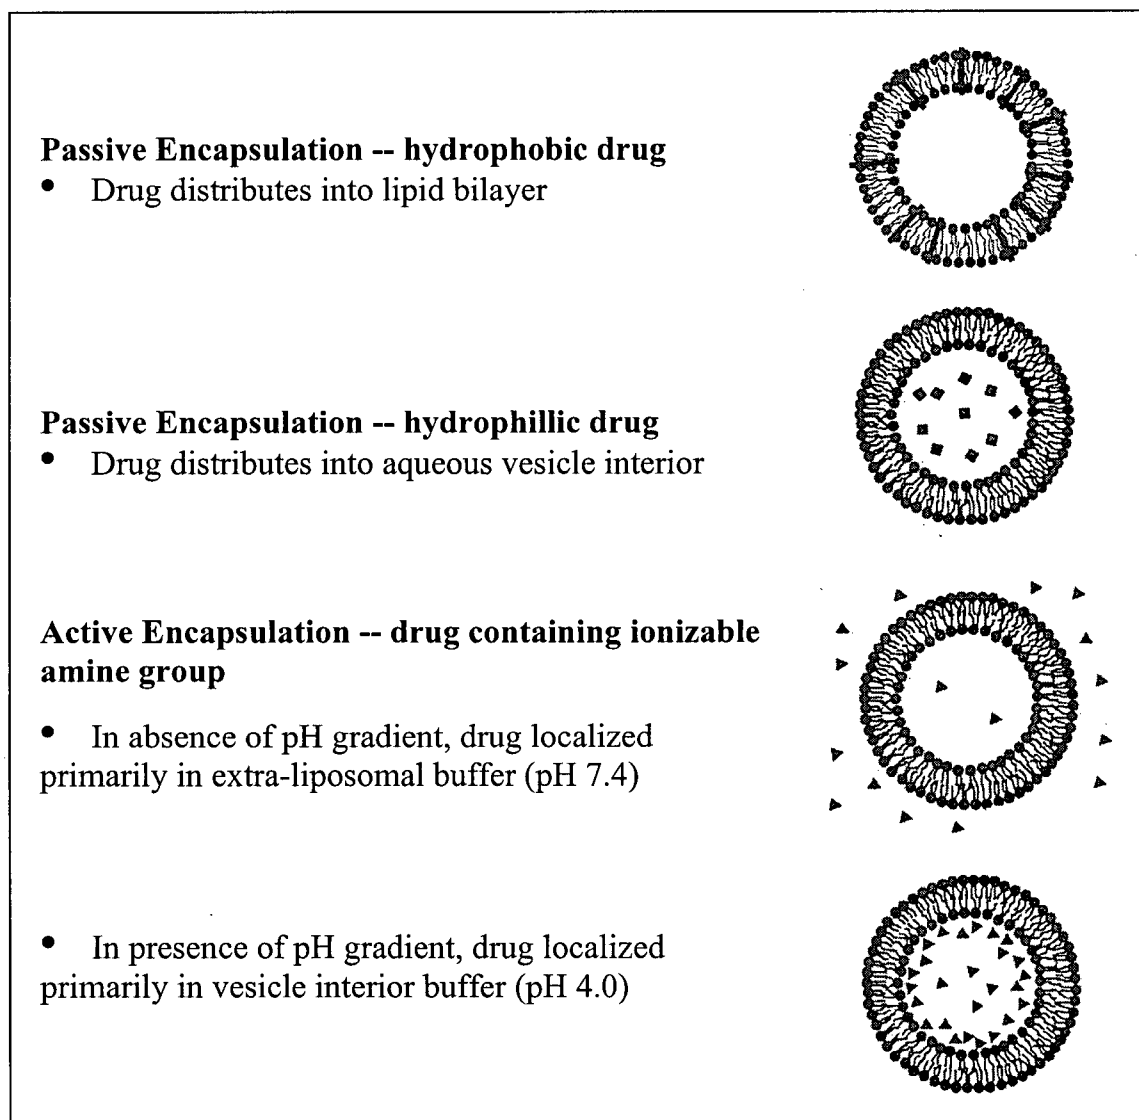 Passive Encapsulation -- hydrophobic drug
• Drug distributes into lipid bilayer
Passive Encapsulation -- hydrophillic drug
• Drug distributes into aqueous vesicle interior
Active Encapsulation -- drug containing ionizable
amine group
• In absence of pH gradient, drug localized
primarily in extra-liposomal buffer (pH 7.4)
• In presence of pH gradient, drug localized
primarily in vesicle interior buffer (pH 4.0)